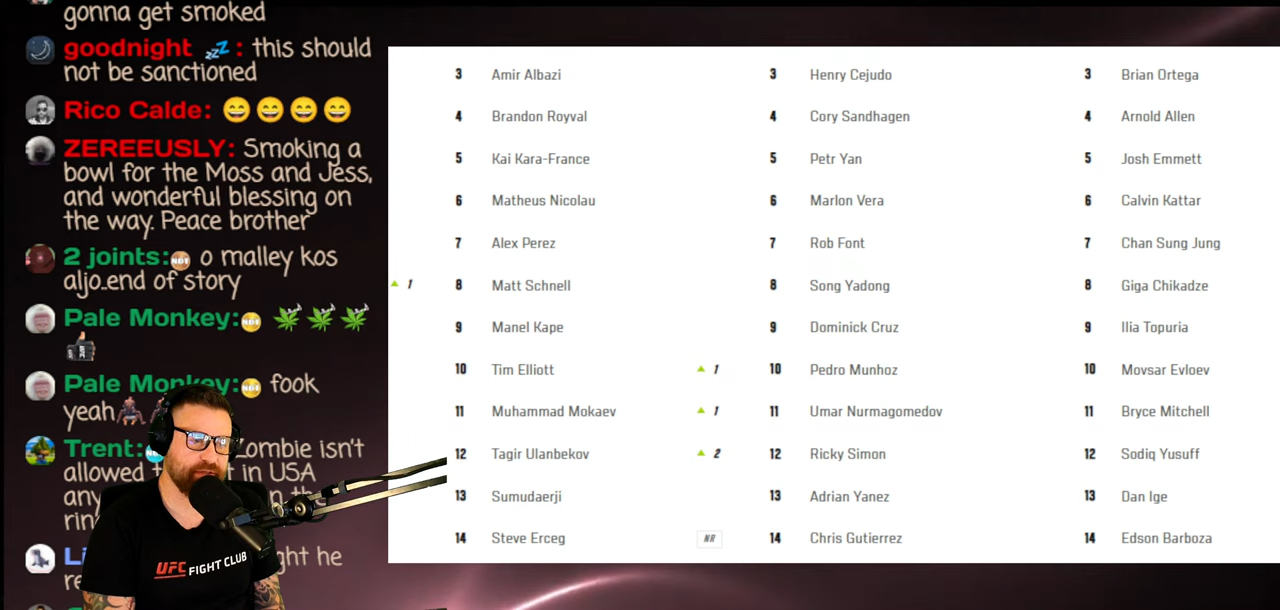 gonna get smoked
goodnight 💤: this should
not be sanctioned
Rico Calde: 😄😄😄😄
ZEREEUSLY: Smoking a
bowl for the Moss and Jess,
and wonderful blessing on
the way. Peace brother
2 joints: o malley kos
aljo..end of story
Pale Monkey:
Pale Monkey: fook
yeah
Trent: Zombie isn't
allowed in USA
any
rin
ght he
re
UFC FIGHT CLUB
3 Amir Albazi
4 Brandon Royval
5 Kai Kara-France
6 Matheus Nicolau
7 Alex Perez
▲ 1 8 Matt Schnell
9 Manel Kape
10 Tim Elliott
11 Muhammad Mokaev
12 Tagir Ulanbekov
13 Sumudaerji
14 Steve Erceg
3 Henry Cejudo
4 Cory Sandhagen
5 Petr Yan
6 Marlon Vera
7 Rob Font
8 Song Yadong
9 Dominick Cruz
▲ 1 10 Pedro Munhoz
▲ 1 11 Umar Nurmagomedov
▲ 2 12 Ricky Simon
13 Adrian Yanez
NR 14 Chris Gutierrez
3 Brian Ortega
4 Arnold Allen
5 Josh Emmett
6 Calvin Kattar
7 Chan Sung Jung
8 Giga Chikadze
9 Ilia Topuria
10 Movsar Evloev
11 Bryce Mitchell
12 Sodiq Yusuff
13 Dan Ige
14 Edson Barboza